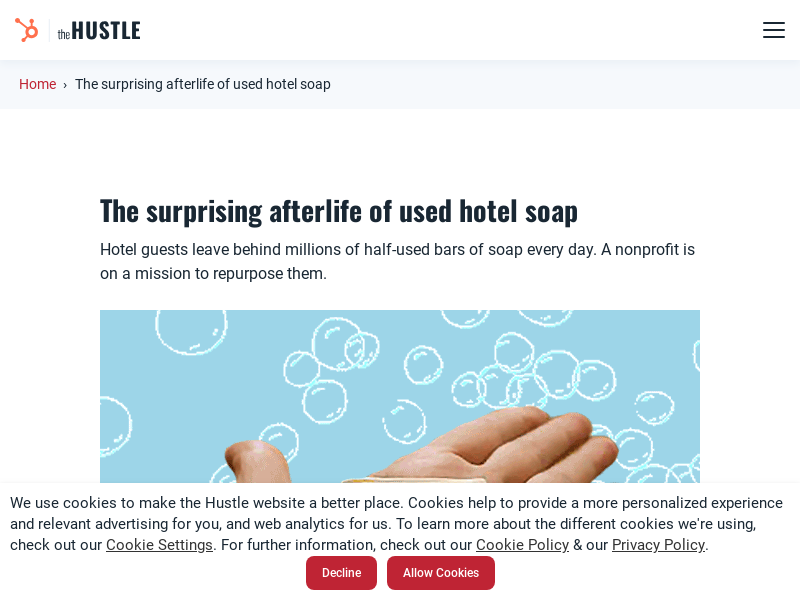 the HUSTLE
Home › The surprising afterlife of used hotel soap
The surprising afterlife of used hotel soap
Hotel guests leave behind millions of half-used bars of soap every day. A nonprofit is
on a mission to repurpose them.
We use cookies to make the Hustle website a better place. Cookies help to provide a more personalized experience
and relevant advertising for you, and web analytics for us. To learn more about the different cookies we're using,
check out our Cookie Settings. For further information, check out our Cookie Policy & our Privacy Policy.
Decline Allow Cookies